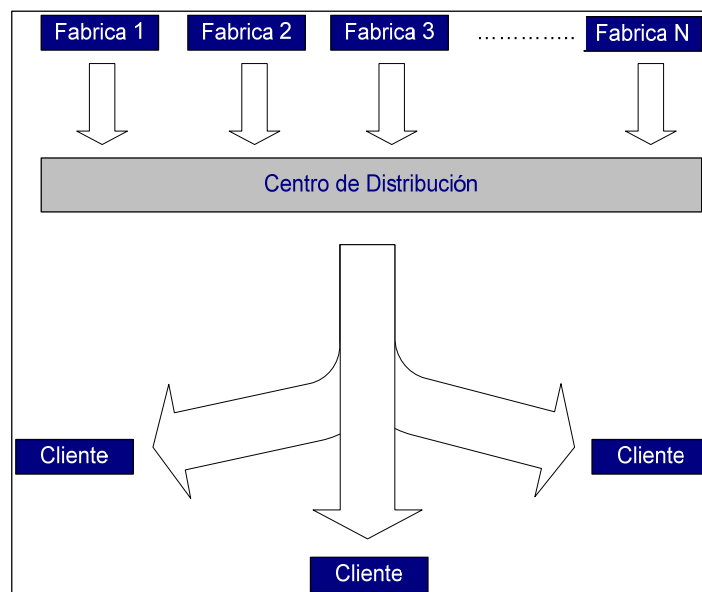 Fabrica 1 Fabrica 2 Fabrica 3 ………….. Fabrica N
Centro de Distribución
Cliente Cliente
Cliente